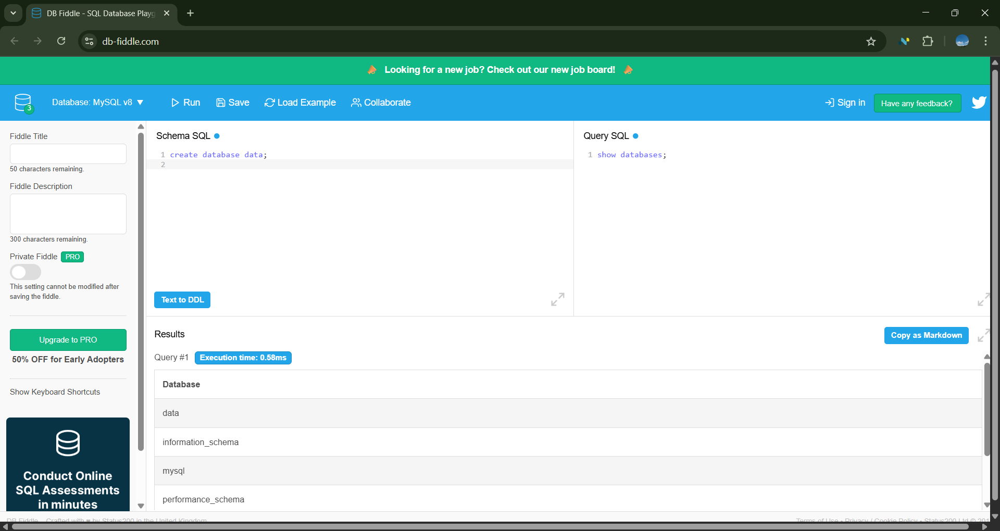 DB Fiddle - SQL Database Playg
db-fiddle.com
Looking for a new job? Check out our new job board!
3
Database: MySQL v8 ▼
Run
Save
Load Example
Collaborate
Sign in
Have any feedback?
Fiddle Title
50 characters remaining.
Fiddle Description
300 characters remaining.
Private Fiddle PRO
This setting cannot be modified after
saving the fiddle.
Upgrade to PRO
50% OFF for Early Adopters
Show Keyboard Shortcuts
Conduct Online
SQL Assessments
in minutes
Schema SQL
1 create database data;
2
Text to DDL
Query SQL
1 show databases;
Results
Copy as Markdown
Query #1 Execution time: 0.58ms
Database
data
information_schema
mysql
performance_schema
DB Fiddle Crafted with ♥ by Status200 in the United Kingdom
Terms of Use • Privacy / Cookie Policy • Status200 Ltd © 201